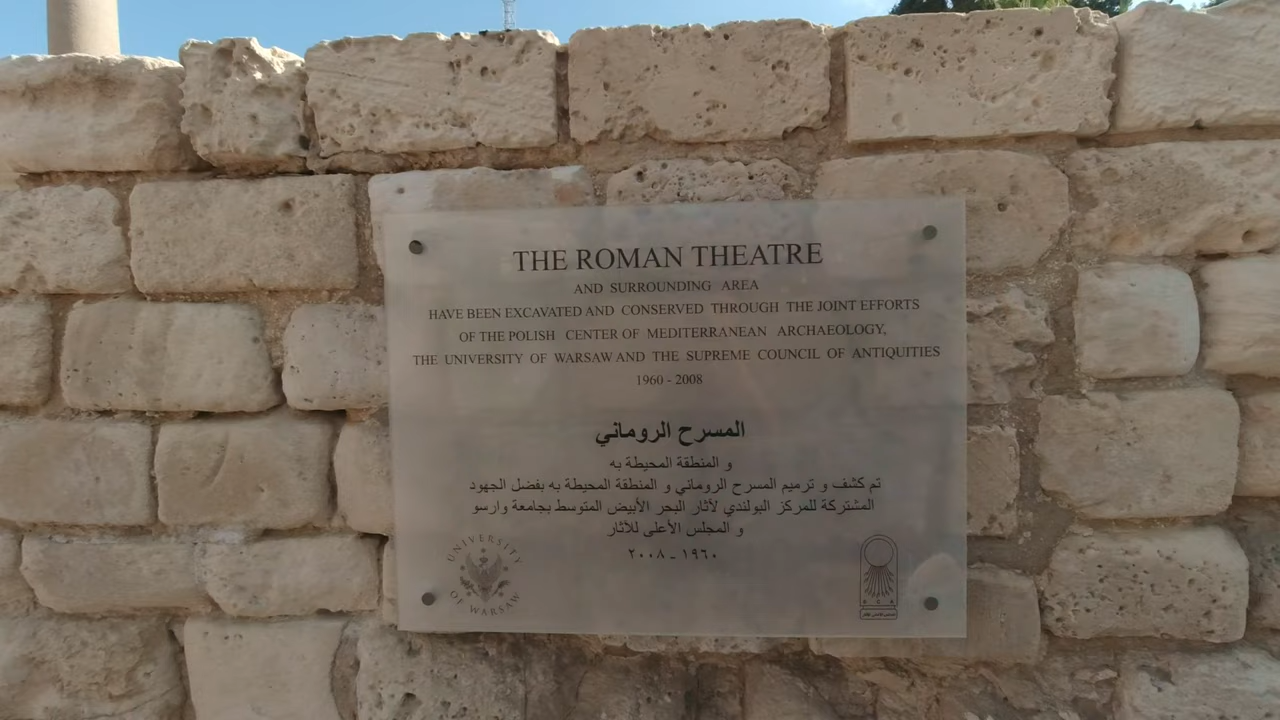 THE ROMAN THEATRE
AND SURROUNDING AREA
HAVE BEEN EXCAVATED AND CONSERVED THROUGH THE JOINT EFFORTS
OF THE POLISH CENTER OF MEDITERRANEAN ARCHAEOLOGY,
THE UNIVERSITY OF WARSAW AND THE SUPREME COUNCIL OF ANTIQUITIES
1960 - 2008
المسرح الروماني
و المنطقة المحيطة به
تم كشف و ترميم المسرح الروماني و المنطقة المحيطة به بفضل الجهود
المشتركة للمركز البولندي لآثار البحر الأبيض المتوسط بجامعة وارسو
و المجلس الأعلى للآثار
١٩٦٠ ـ ٢٠٠٨
UNIVERSITY OF WARSAW